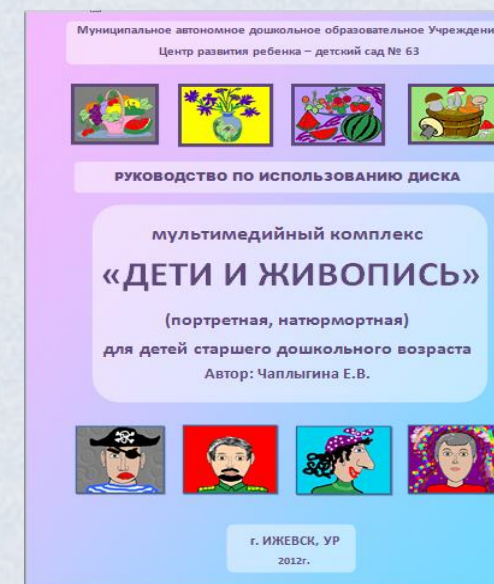 Муниципальное автономное дошкольное образовательное Учреждени
Центр развития ребенка – детский сад № 63
РУКОВОДСТВО ПО ИСПОЛЬЗОВАНИЮ ДИСКА
мультимедийный комплекс
«ДЕТИ И ЖИВОПИСЬ»
(портретная, натюрмортная)
для детей старшего дошкольного возраста
Автор: Чаплыгина Е.В.
г. ИЖЕВСК, УР
2012г.